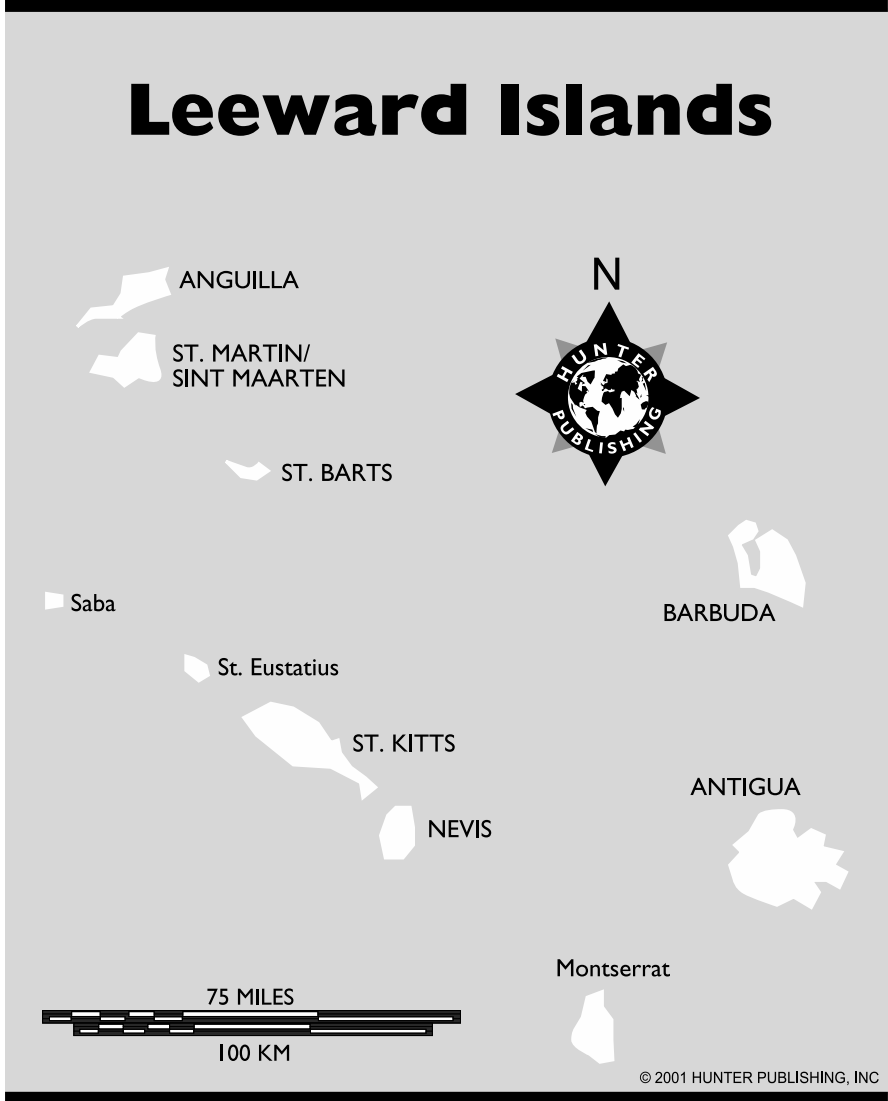 Leeward Islands
ANGUILLA
N
ST. MARTIN/
SINT MAARTEN
HUNTER
PUBLISHING
ST. BARTS
Saba
BARBUDA
St. Eustatius
ST. KITTS
ANTIGUA
NEVIS
Montserrat
75 MILES
100 KM
© 2001 HUNTER PUBLISHING, INC